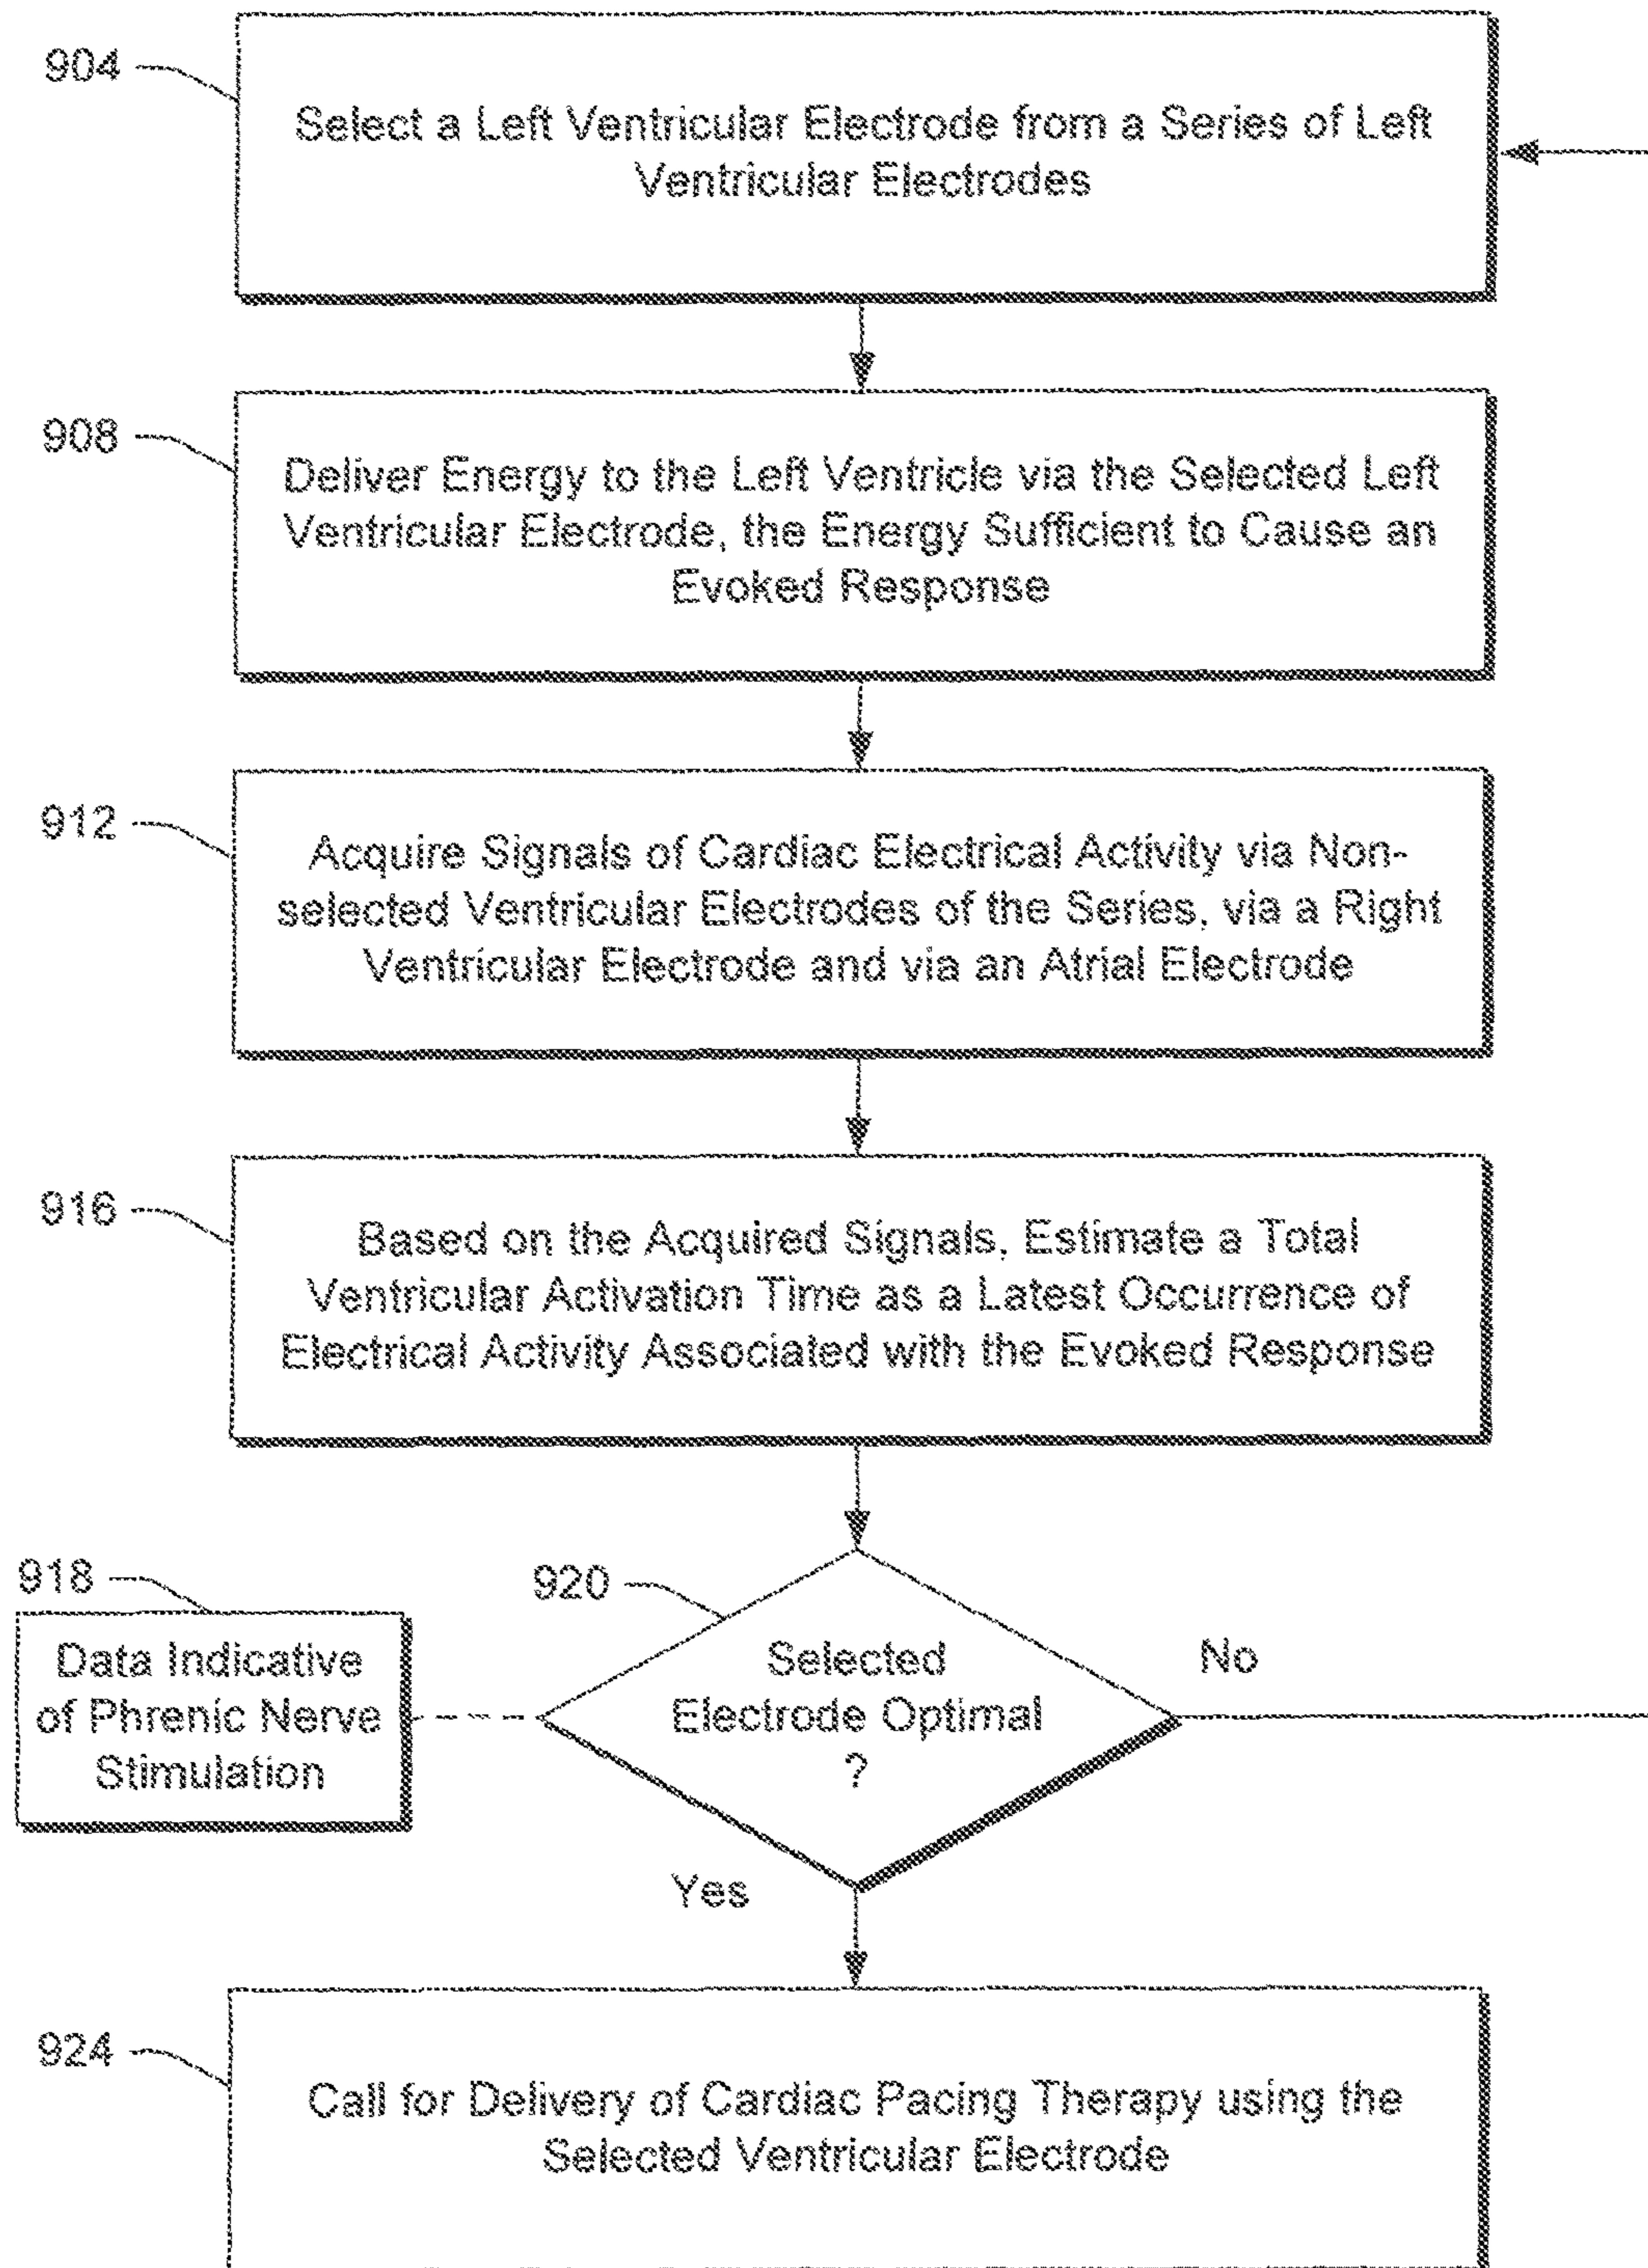 904
Select a Left Ventricular Electrode from a Series of Left
Ventricular Electrodes
908
Deliver Energy to the Left Ventricle via the Selected Left
Ventricular Electrode, the Energy Sufficient to Cause an
Evoked Response
912
Acquire Signals of Cardiac Electrical Activity via Non-
selected Ventricular Electrodes of the Series, via a Right
Ventricular Electrode and via an Atrial Electrode
916
Based on the Acquired Signals, Estimate a Total
Ventricular Activation Time as a Latest Occurrence of
Electrical Activity Associated with the Evoked Response
918
Data Indicative
of Phrenic Nerve
Stimulation
920
Selected
Electrode Optimal
?
No
Yes
924
Call for Delivery of Cardiac Pacing Therapy using the
Selected Ventricular Electrode